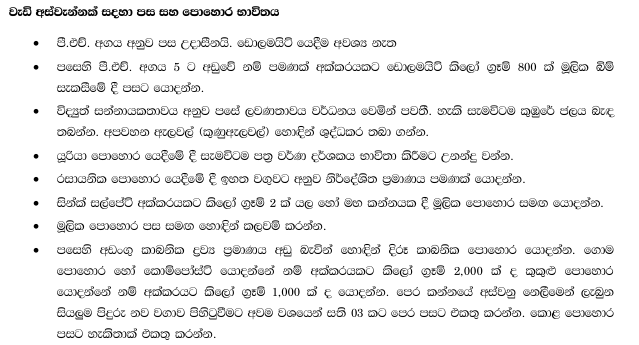 වැඩි අස්වැන්නක් සදහා පස සහ පොහොර භාවිතය
• පී.එච්. අගය අනුව පස උදාසීනයි. ඩොලමයිට් යෙදීම අවශ්‍ය නැත
• පසෙහි පී.එච්. අගය 5 ට අඩුවේ නම් පමණක් අක්කරයකට ඩොලමයිට් කිලෝ ග්‍රෑම් 800 ක් මූලික බිම්
සැකසීමේ දී පසට යොදන්න.
• විද්‍යුත් සන්නායකතාවය අනුව පසේ ලවණතාවය වර්ධනය වෙමින් පවතී. හැකි සැමවිටම කුඹුරේ ජලය බැඳ
තබන්න. අපවහන ඇලවල් (කුණුඇලවල්) හොඳින් ශුද්ධකර තබා ගන්න.
• යූරියා පොහොර යෙදීමේ දී සැමවිටම පත්‍ර වර්ණ දර්ශකය භාවිතා කිරීමට උනන්දු වන්න.
• රසායනික පොහොර යෙදීමේ දී ඉහත වගුවට අනුව නිර්දේශිත ප්‍රමාණය පමණක් යොදන්න.
• සින්ක් සල්පේට් අක්කරයකට කිලෝ ග්‍රෑම් 2 ක් යල හෝ මහ කන්නයක දී මූලික පොහොර සමඟ යොදන්න.
• මූලික පොහොර පස සමඟ හොඳින් කලවම් කරන්න.
• පසෙහි අඩංගු කාබනික ද්‍රව්‍ය ප්‍රමාණය අඩු බැවින් හොඳින් දිරූ කාබනික පොහොර යොදන්න. ගොම
පොහොර හෝ කොම්පෝස්ට් යොදන්නේ නම් අක්කරයකට කිලෝ ග්‍රෑම් 2,000 ක් ද කුකුළු පොහොර
යොදන්නේ නම් අක්කරයට කිලෝ ග්‍රෑම් 1,000 ක් ද යොදන්න. පෙර කන්නයේ අස්වනු නෙලීමෙන් ලැබුන
සියලුම පිදුරු නව වගාව පිහිටුවීමට අවම වශයෙන් සති 03 කට පෙර පසට එකතු කරන්න. කොළ පොහොර
පසට හැකිතාක් එකතු කරන්න.